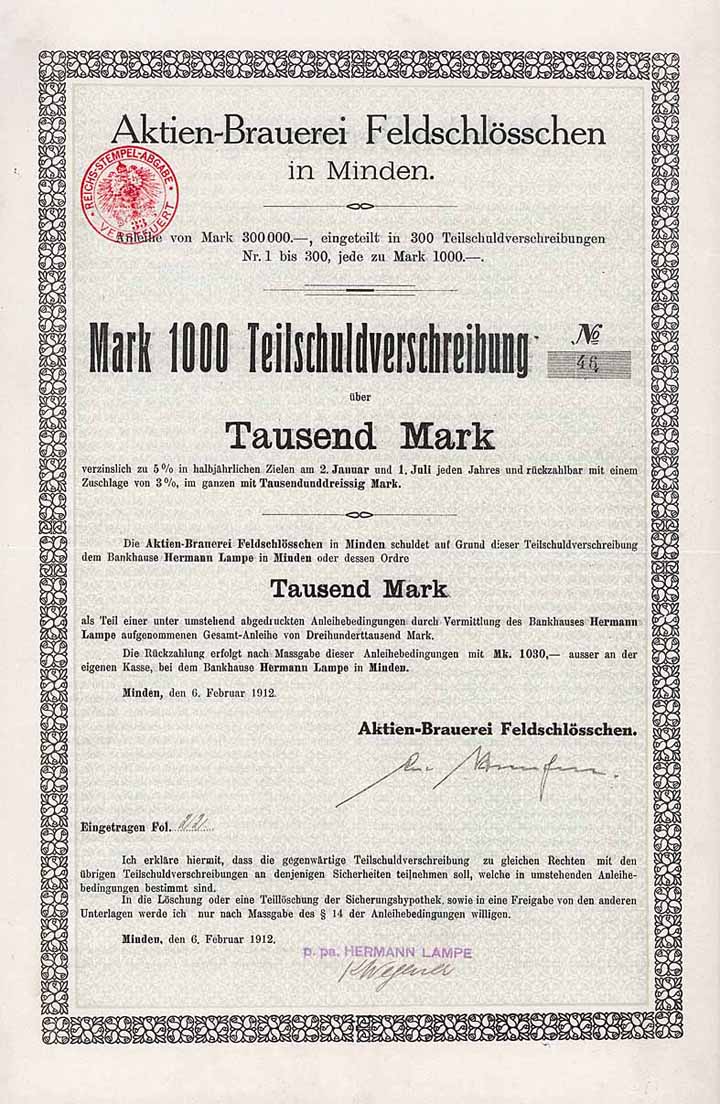 Aktien-Brauerei Feldschlösschen
in Minden.
REICHS-STEMPEL-ABGABE
33
VERSTEUERT
Anleihe von Mark 300 000.—, eingeteilt in 300 Teilschuldverschreibungen
Nr. 1 bis 300, jede zu Mark 1000.—.
Mark 1000 Teilschuldverschreibung
No
46
über
Tausend Mark
verzinslich zu 5% in halbjährlichen Zielen am 2. Januar und 1. Juli jeden Jahres und rückzahlbar mit einem
Zuschlage von 3%, im ganzen mit Tausendunddreissig Mark.
Die Aktien-Brauerei Feldschlösschen in Minden schuldet auf Grund dieser Teilschuldverschreibung
dem Bankhause Hermann Lampe in Minden oder dessen Ordre
Tausend Mark
als Teil einer unter umstehend abgedruckten Anleihebedingungen durch Vermittlung des Bankhauses Hermann
Lampe aufgenommenen Gesamt-Anleihe von Dreihunderttausend Mark.
Die Rückzahlung erfolgt nach Massgabe dieser Anleihebedingungen mit Mk. 1030,— ausser an der
eigenen Kasse, bei dem Bankhause Hermann Lampe in Minden.
Minden, den 6. Februar 1912.
Aktien-Brauerei Feldschlösschen.
Eingetragen Fol. 22
Ich erkläre hiermit, dass die gegenwärtige Teilschuldverschreibung zu gleichen Rechten mit den
übrigen Teilschuldverschreibungen an denjenigen Sicherheiten teilnehmen soll, welche in umstehenden Anleihe-
bedingungen bestimmt sind.
In die Löschung oder eine Teillöschung der Sicherungshypothek, sowie in eine Freigabe von den anderen
Unterlagen werde ich nur nach Massgabe des § 14 der Anleihebedingungen willigen.
Minden, den 6. Februar 1912.
p. pa. HERMANN LAMPE
KWegener